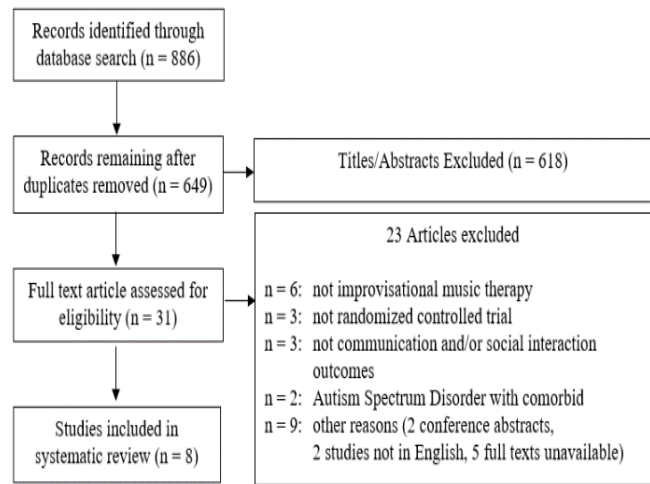 Records identified through
database search (n = 886)
Records remaining after
duplicates removed (n = 649)
Titles/Abstracts Excluded (n = 618)
23 Articles excluded
Full text article assessed for
eligibility (n = 31)
n = 6: not improvisational music therapy
n = 3: not randomized controlled trial
n = 3: not communication and/or social interaction
outcomes
n = 2: Autism Spectrum Disorder with comorbid
n = 9: other reasons (2 conference abstracts,
2 studies not in English, 5 full texts unavailable)
Studies included in
systematic review (n = 8)